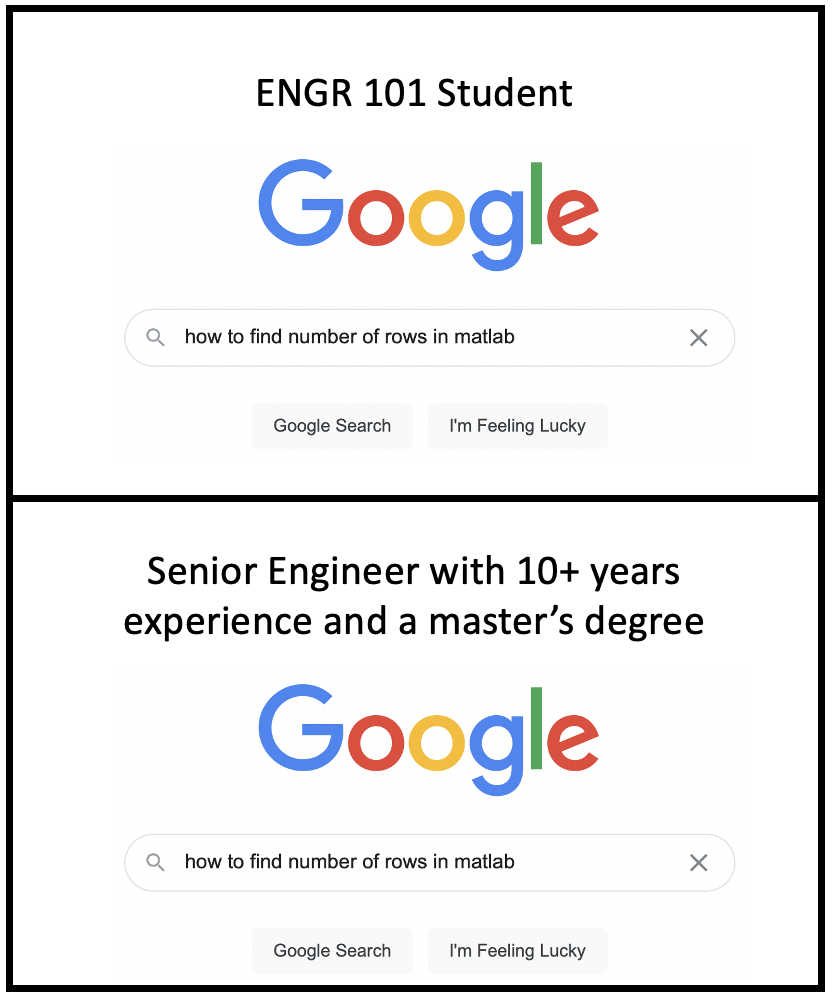 ENGR 101 Student
Google
how to find number of rows in matlab
Google Search I'm Feeling Lucky
Senior Engineer with 10+ years
experience and a master’s degree
Google
how to find number of rows in matlab
Google Search I'm Feeling Lucky